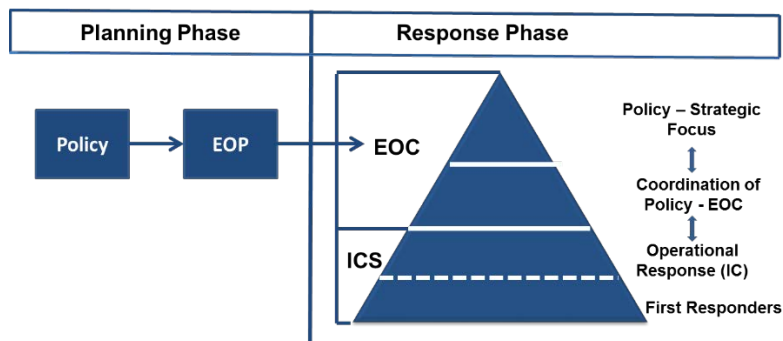 Planning Phase
Response Phase
Policy
EOP
EOC
ICS
Policy – Strategic
Focus
Coordination of
Policy - EOC
Operational
Response (IC)
First Responders